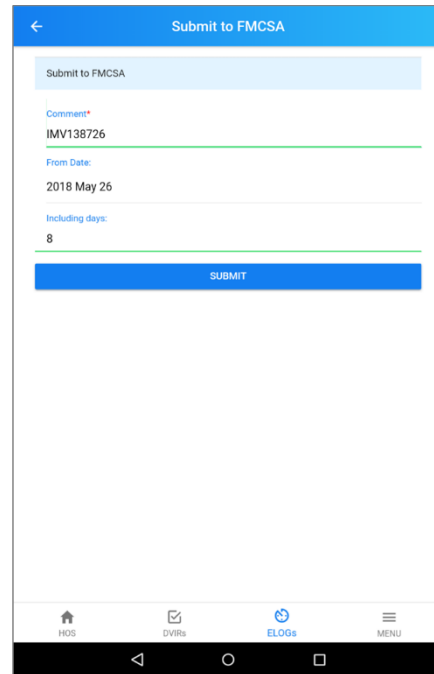 Submit to FMCSA
Submit to FMCSA
Comment*
IMV138726
From Date:
2018 May 26
Including days:
8
SUBMIT
HOS
DVIRs
ELOGs
MENU